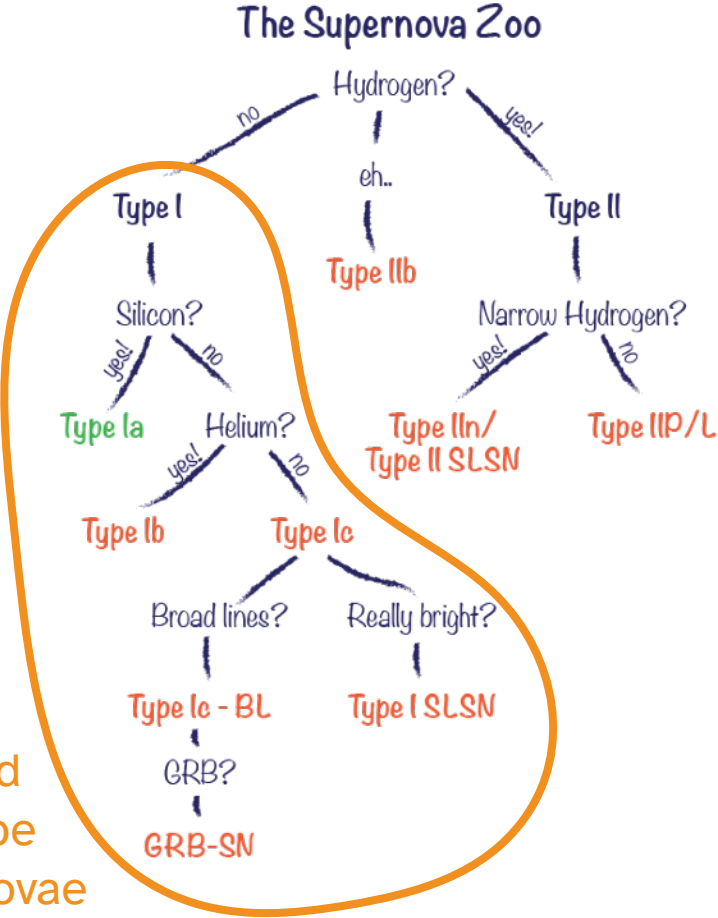 The Supernova Zoo
Hydrogen?
no
yes!
eh..
Type I
Type II
Type IIb
Silicon?
Narrow Hydrogen?
yes!
no
yes!
no
Type Ia
Helium?
Type IIn/
Type II SLSN
Type IIP/L
yes!
no
Type Ib
Type Ic
Broad lines?
Really bright?
Type Ic - BL
Type I SLSN
GRB?
GRB-SN